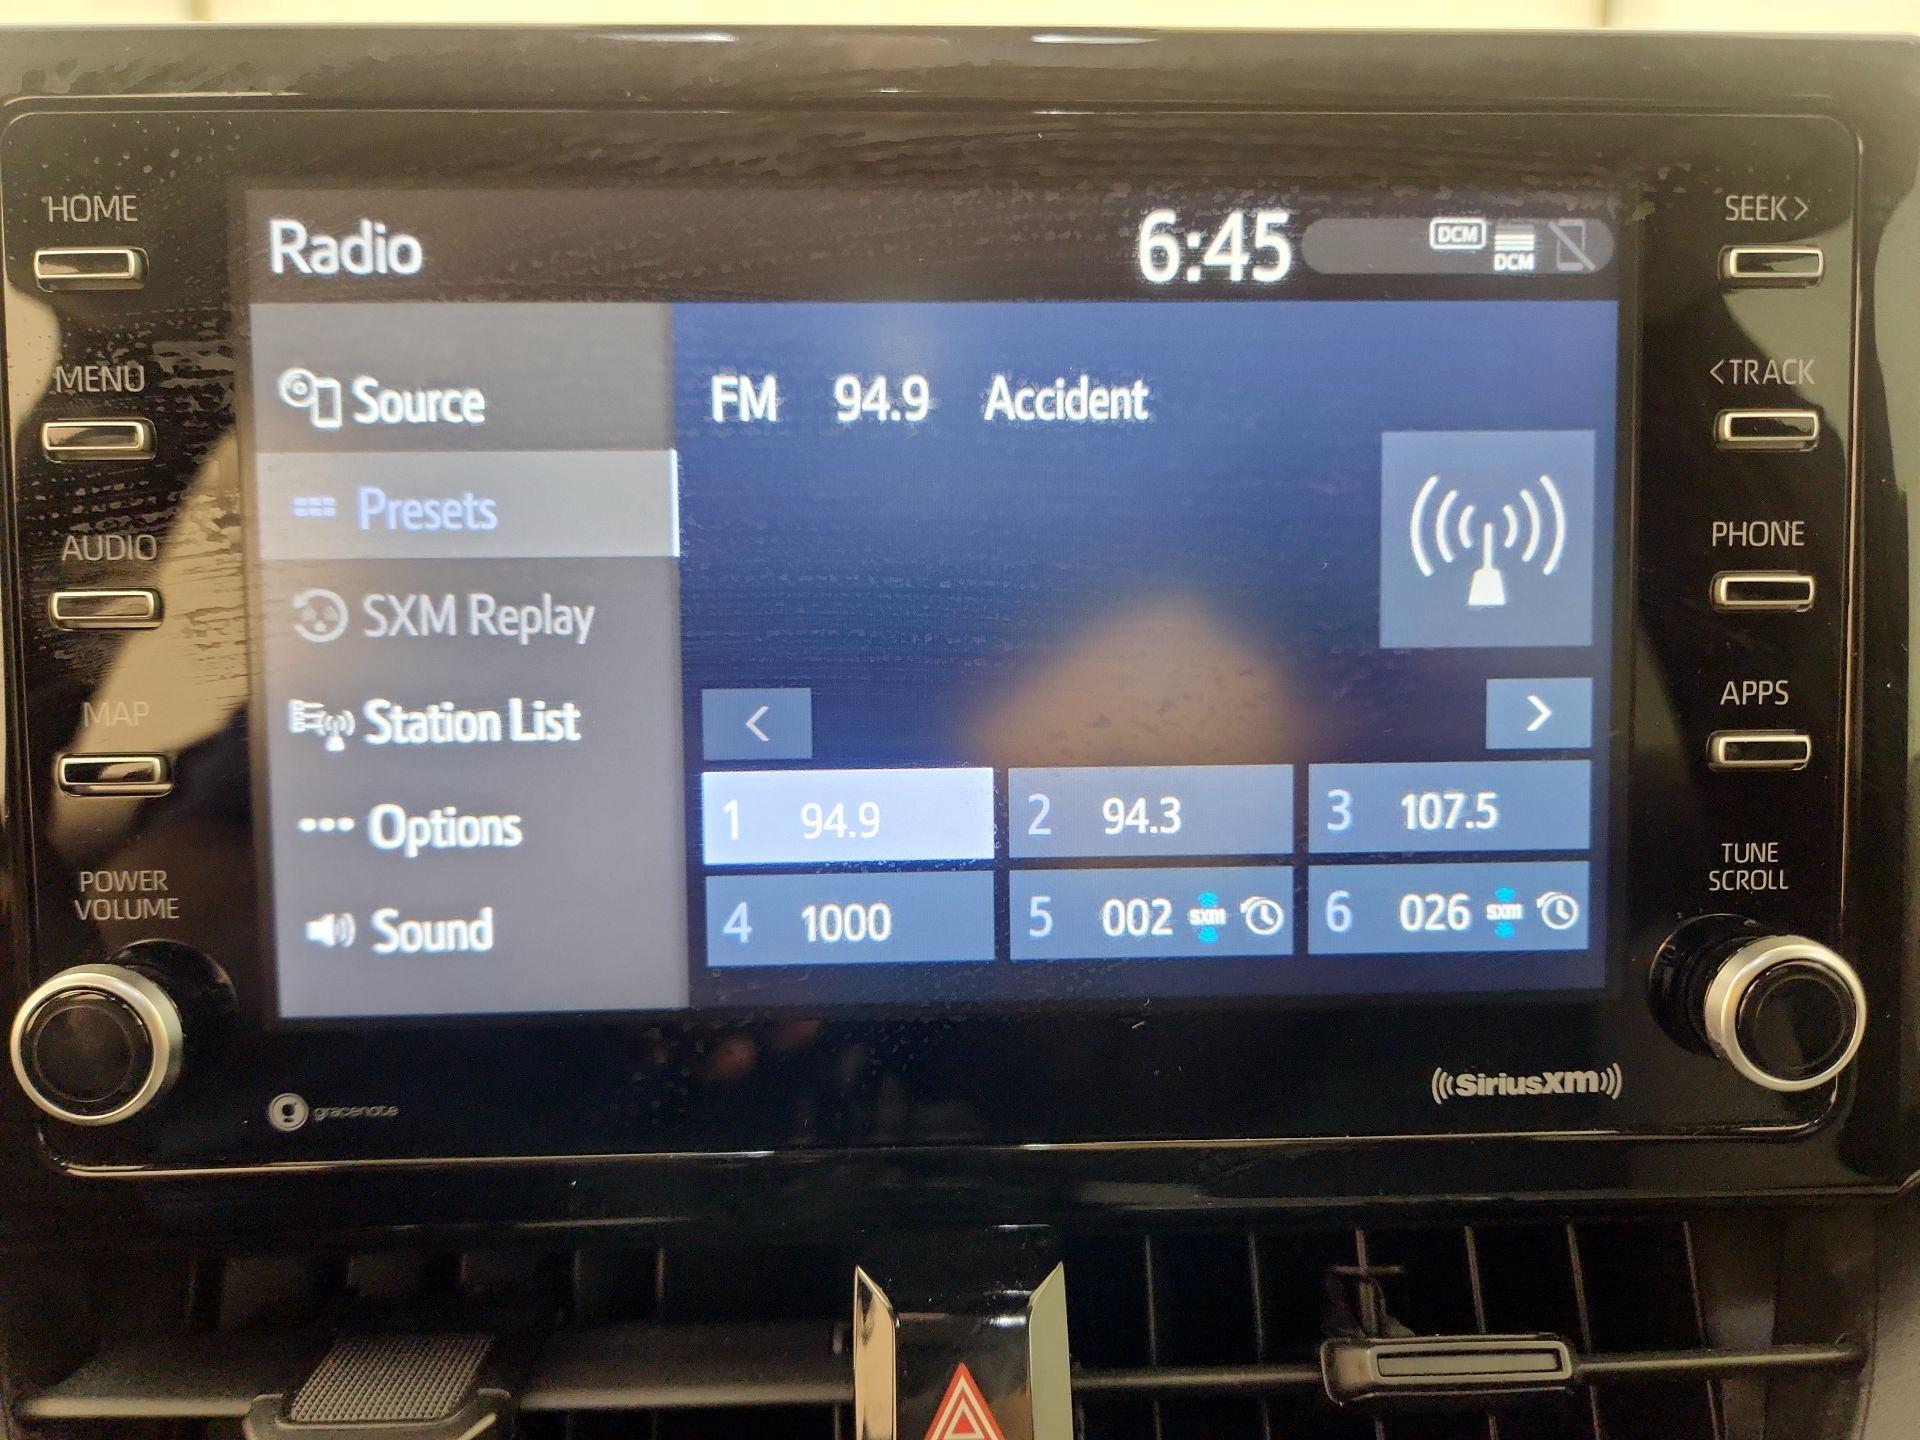 HOME
MENU
AUDIO
MAP
POWER
VOLUME
Radio
6:45
DCM
DCM
Source
Presets
SXM Replay
Station List
Options
Sound
FM 94.9 Accident
<
>
1 94.9
2 94.3
3 107.5
4 1000
5 002 sxm
6 026 sxm
SEEK>
<TRACK
PHONE
APPS
TUNE
SCROLL
g gracenote
((SiriusXM))